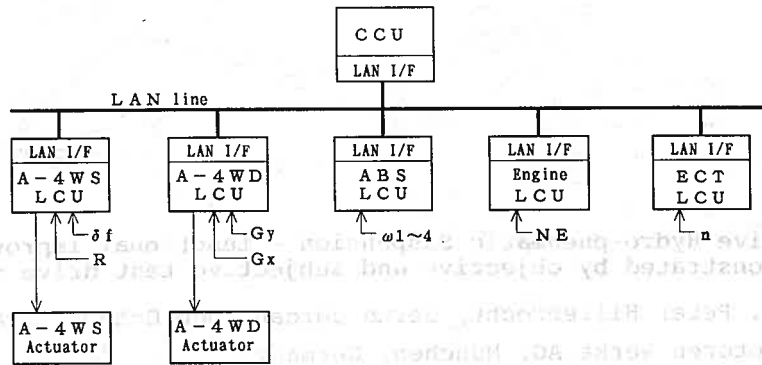 CCU
LAN I/F
LAN line
LAN I/F
A-4WS
LCU
LAN I/F
A-4WD
LCU
LAN I/F
ABS
LCU
LAN I/F
Engine
LCU
LAN I/F
ECT
LCU
δf
R
Gy
Gx
ω1~4
NE
n
A-4WS
Actuator
A-4WD
Actuator